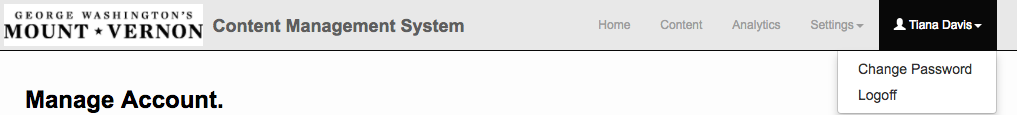 GEORGE WASHINGTON'S
MOUNT ★ VERNON
Content Management System
Home
Content
Analytics
Settings
Tiana Davis
Change Password
Logoff
Manage Account.